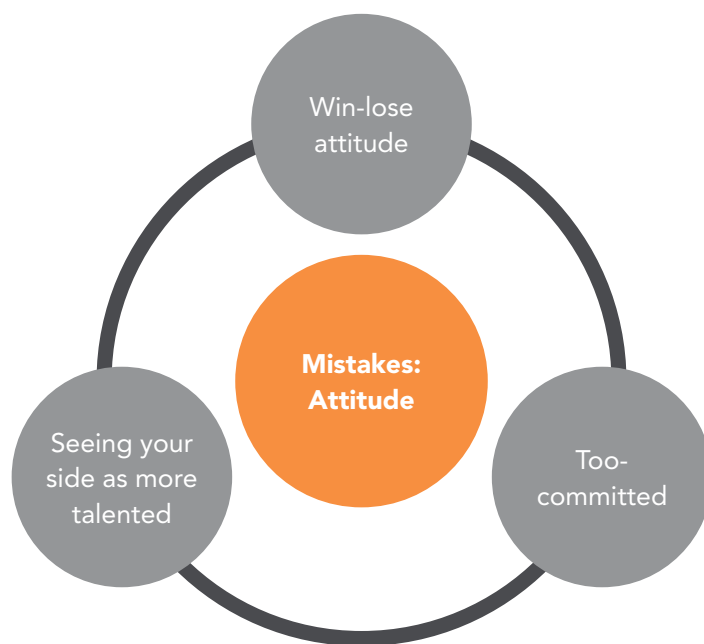 Win-lose
attitude
Mistakes:
Attitude
Seeing your
side as more
talented
Too-
committed